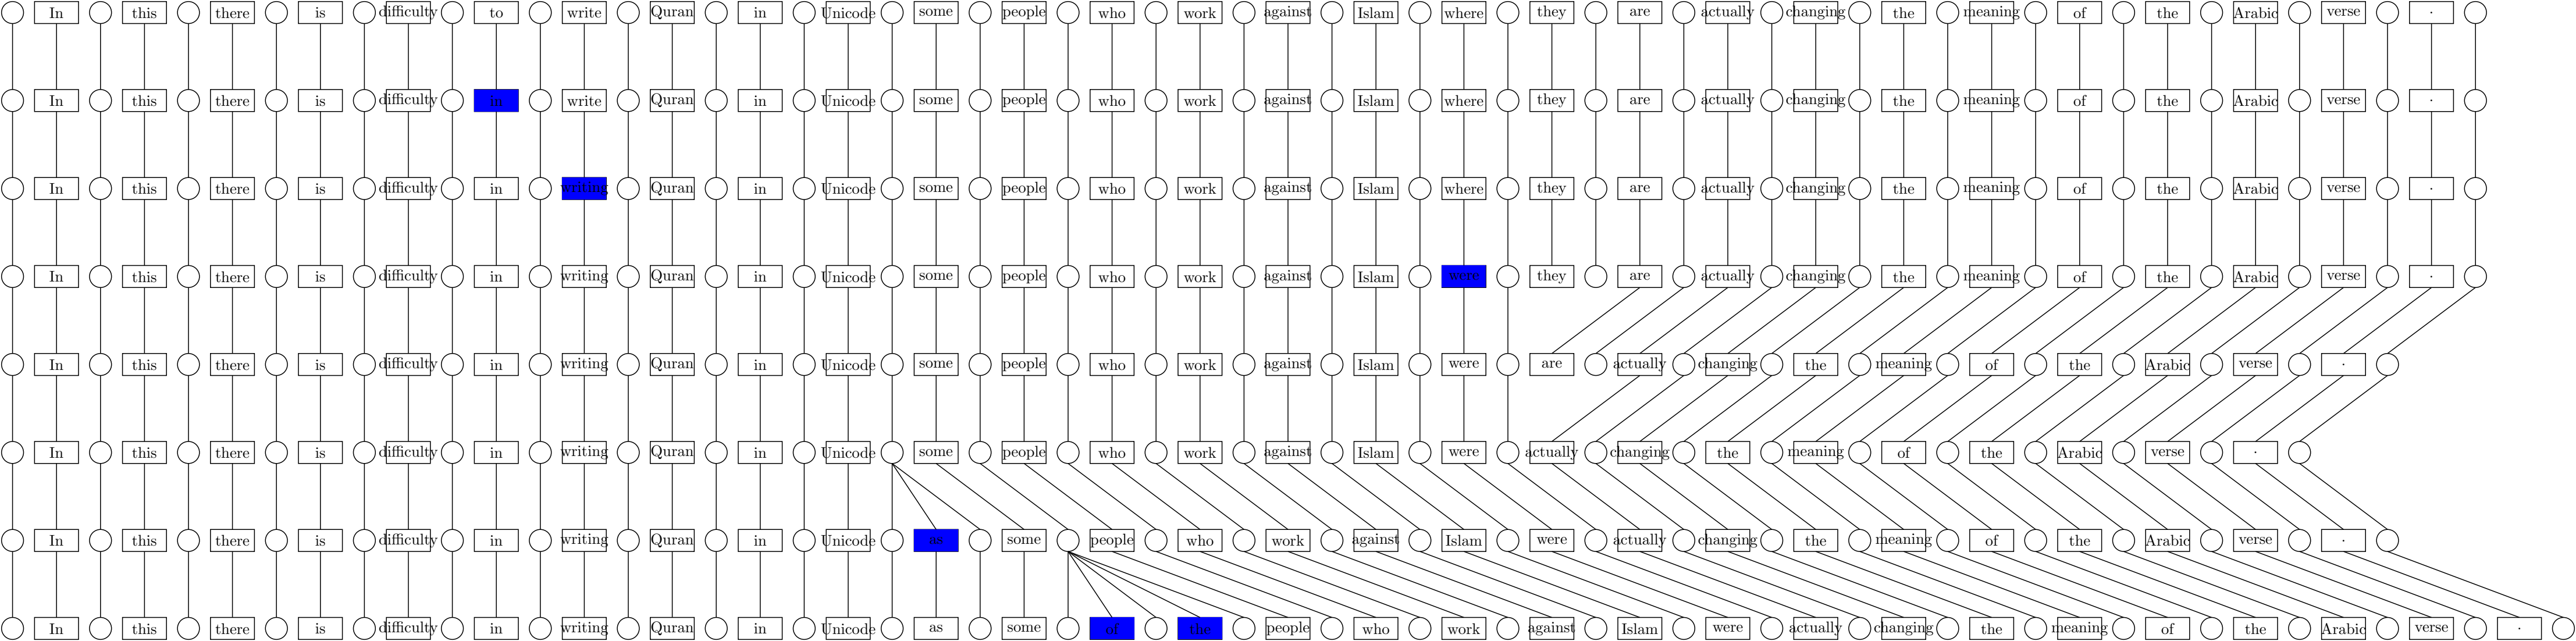 In this there is difficulty to write Quran in Unicode some people who work against Islam where they are actually changing the meaning of the Arabic verse .
In this there is difficulty in write Quran in Unicode some people who work against Islam where they are actually changing the meaning of the Arabic verse .
In this there is difficulty in writing Quran in Unicode some people who work against Islam where they are actually changing the meaning of the Arabic verse .
In this there is difficulty in writing Quran in Unicode some people who work against Islam were they are actually changing the meaning of the Arabic verse .
In this there is difficulty in writing Quran in Unicode some people who work against Islam were are actually changing the meaning of the Arabic verse .
In this there is difficulty in writing Quran in Unicode some people who work against Islam were actually changing the meaning of the Arabic verse .
In this there is difficulty in writing Quran in Unicode as some people who work against Islam were actually changing the meaning of the Arabic verse .
In this there is difficulty in writing Quran in Unicode as some of the people who work against Islam were actually changing the meaning of the Arabic verse .